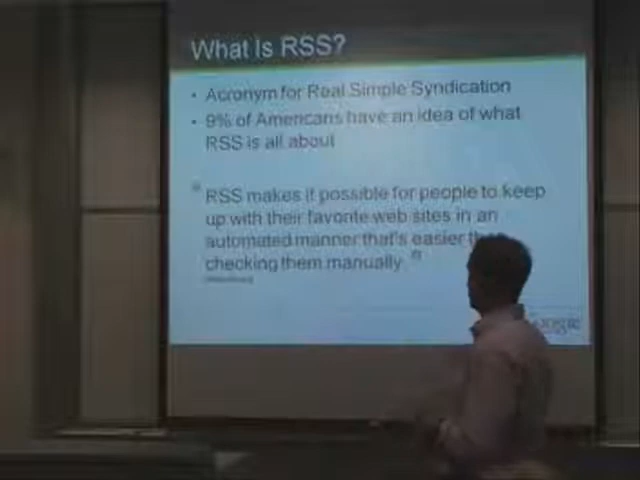 What Is RSS?
• Acronym for Real Simple Syndication
• 9% of Americans have an idea of what
RSS is all about
" RSS makes it possible for people to keep
up with their favorite web sites in an
automated manner that's easier
checking them manually. "